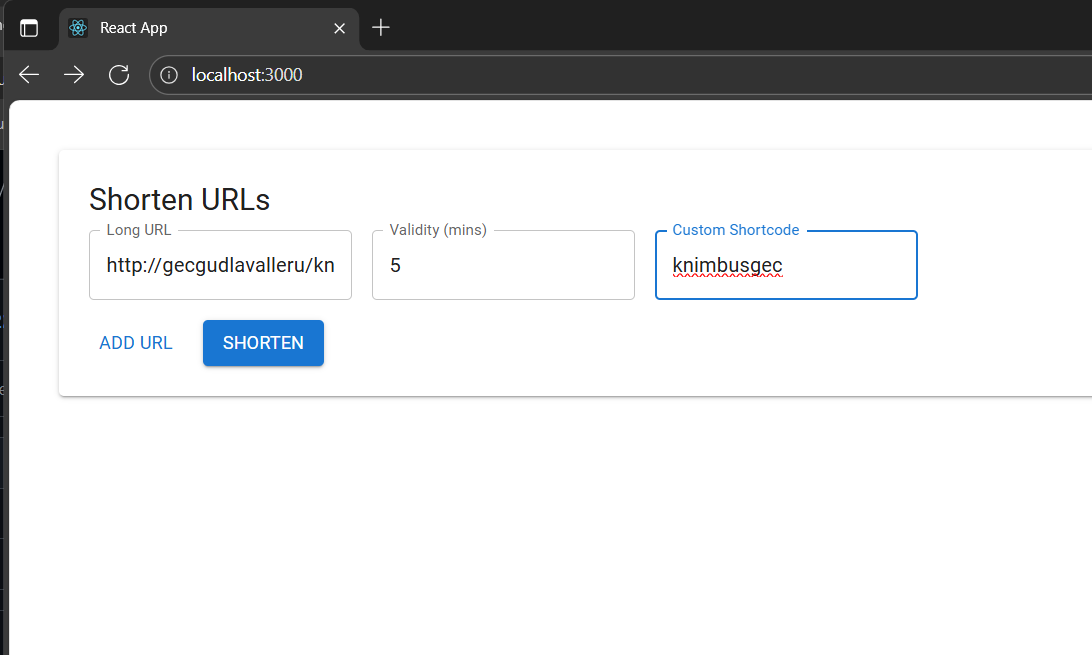 React App
localhost:3000
Shorten URLs
Long URL
http://gecgudlavalleru/kn
Validity (mins)
5
Custom Shortcode
knimbusgec
ADD URL
SHORTEN